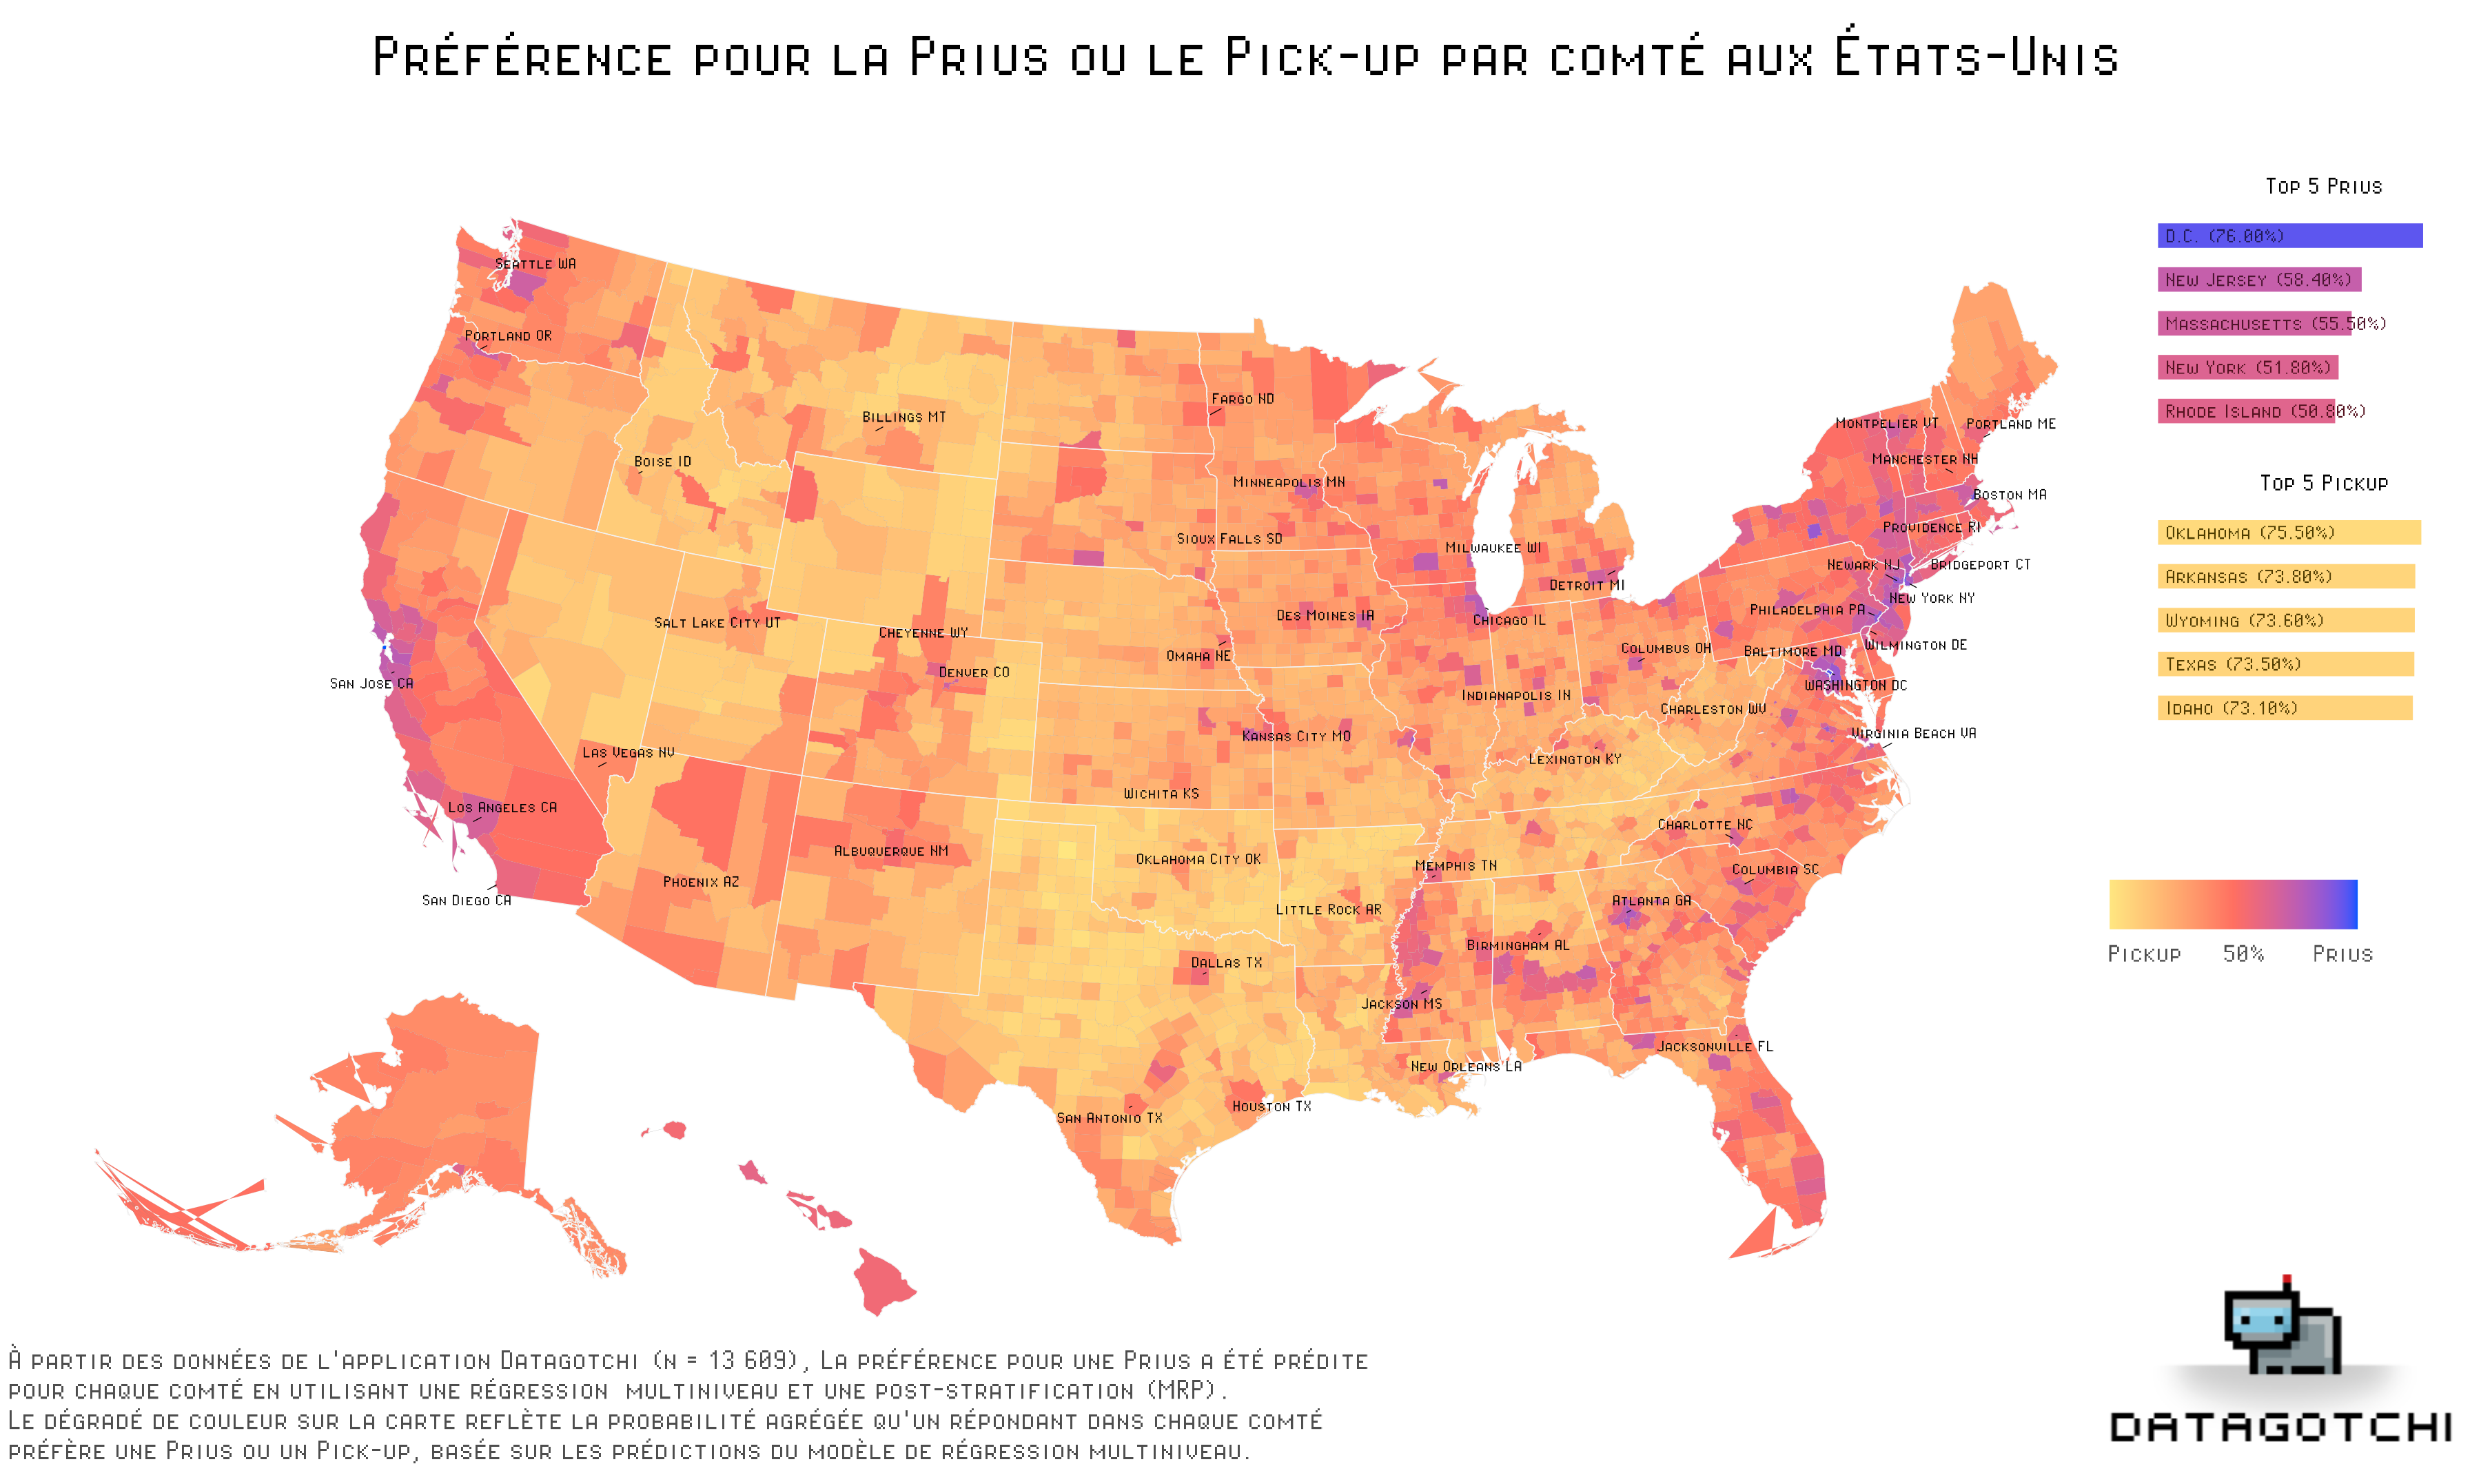 Préférence pour la Prius ou le Pick-up par comté aux États-Unis
Top 5 Prius
D.C. (76.00%)
New Jersey (58.40%)
Massachusetts (55.50%)
New York (51.80%)
Rhode Island (50.80%)
Top 5 Pickup
Oklahoma (75.50%)
Arkansas (73.80%)
Wyoming (73.60%)
Texas (73.50%)
Idaho (73.10%)
Seattle WA
Portland OR
Fargo ND
Billings MT
Montpelier VT
Portland ME
Boise ID
Manchester NH
Minneapolis MN
Boston MA
Providence RI
Sioux Falls SD
Milwaukee WI
Newark NJ
Bridgeport CT
Detroit MI
New York NY
Philadelphia PA
Des Moines IA
Chicago IL
Salt Lake City UT
Cheyenne WY
Wilmington DE
Columbus OH
Baltimore MD
Omaha NE
Denver CO
San Jose CA
Washington DC
Indianapolis IN
Charleston WV
Virginia Beach VA
Kansas City MO
Las Vegas NV
Lexington KY
Wichita KS
Los Angeles CA
Charlotte NC
Albuquerque NM
Oklahoma City OK
Memphis TN
Columbia SC
Phoenix AZ
San Diego CA
Atlanta GA
Little Rock AR
Birmingham AL
Dallas TX
Jackson MS
Jacksonville FL
New Orleans LA
Houston TX
San Antonio TX
Pickup 50% Prius
À partir des données de l'application Datagotchi (n = 13 609), La préférence pour une Prius a été prédite
pour chaque comté en utilisant une régression multiniveau et une post-stratification (MRP).
Le dégradé de couleur sur la carte reflète la probabilité agrégée qu'un répondant dans chaque comté
préfère une Prius ou un Pick-up, basée sur les prédictions du modèle de régression multiniveau.
DATAGOTCHI